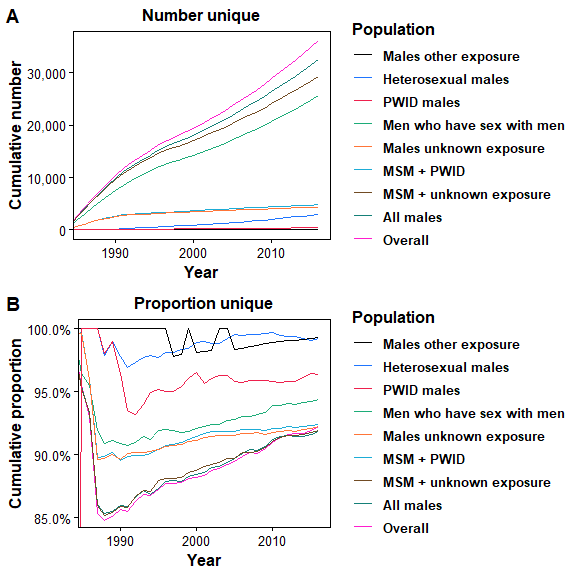 A
Number unique
Cumulative number
30,000
20,000
10,000
0
1990
2000
2010
Year
Population
Males other exposure
Heterosexual males
PWID males
Men who have sex with men
Males unknown exposure
MSM + PWID
MSM + unknown exposure
All males
Overall
B
Proportion unique
Cumulative proportion
100.0%
95.0%
90.0%
85.0%
1990
2000
2010
Year
Population
Males other exposure
Heterosexual males
PWID males
Men who have sex with men
Males unknown exposure
MSM + PWID
MSM + unknown exposure
All males
Overall